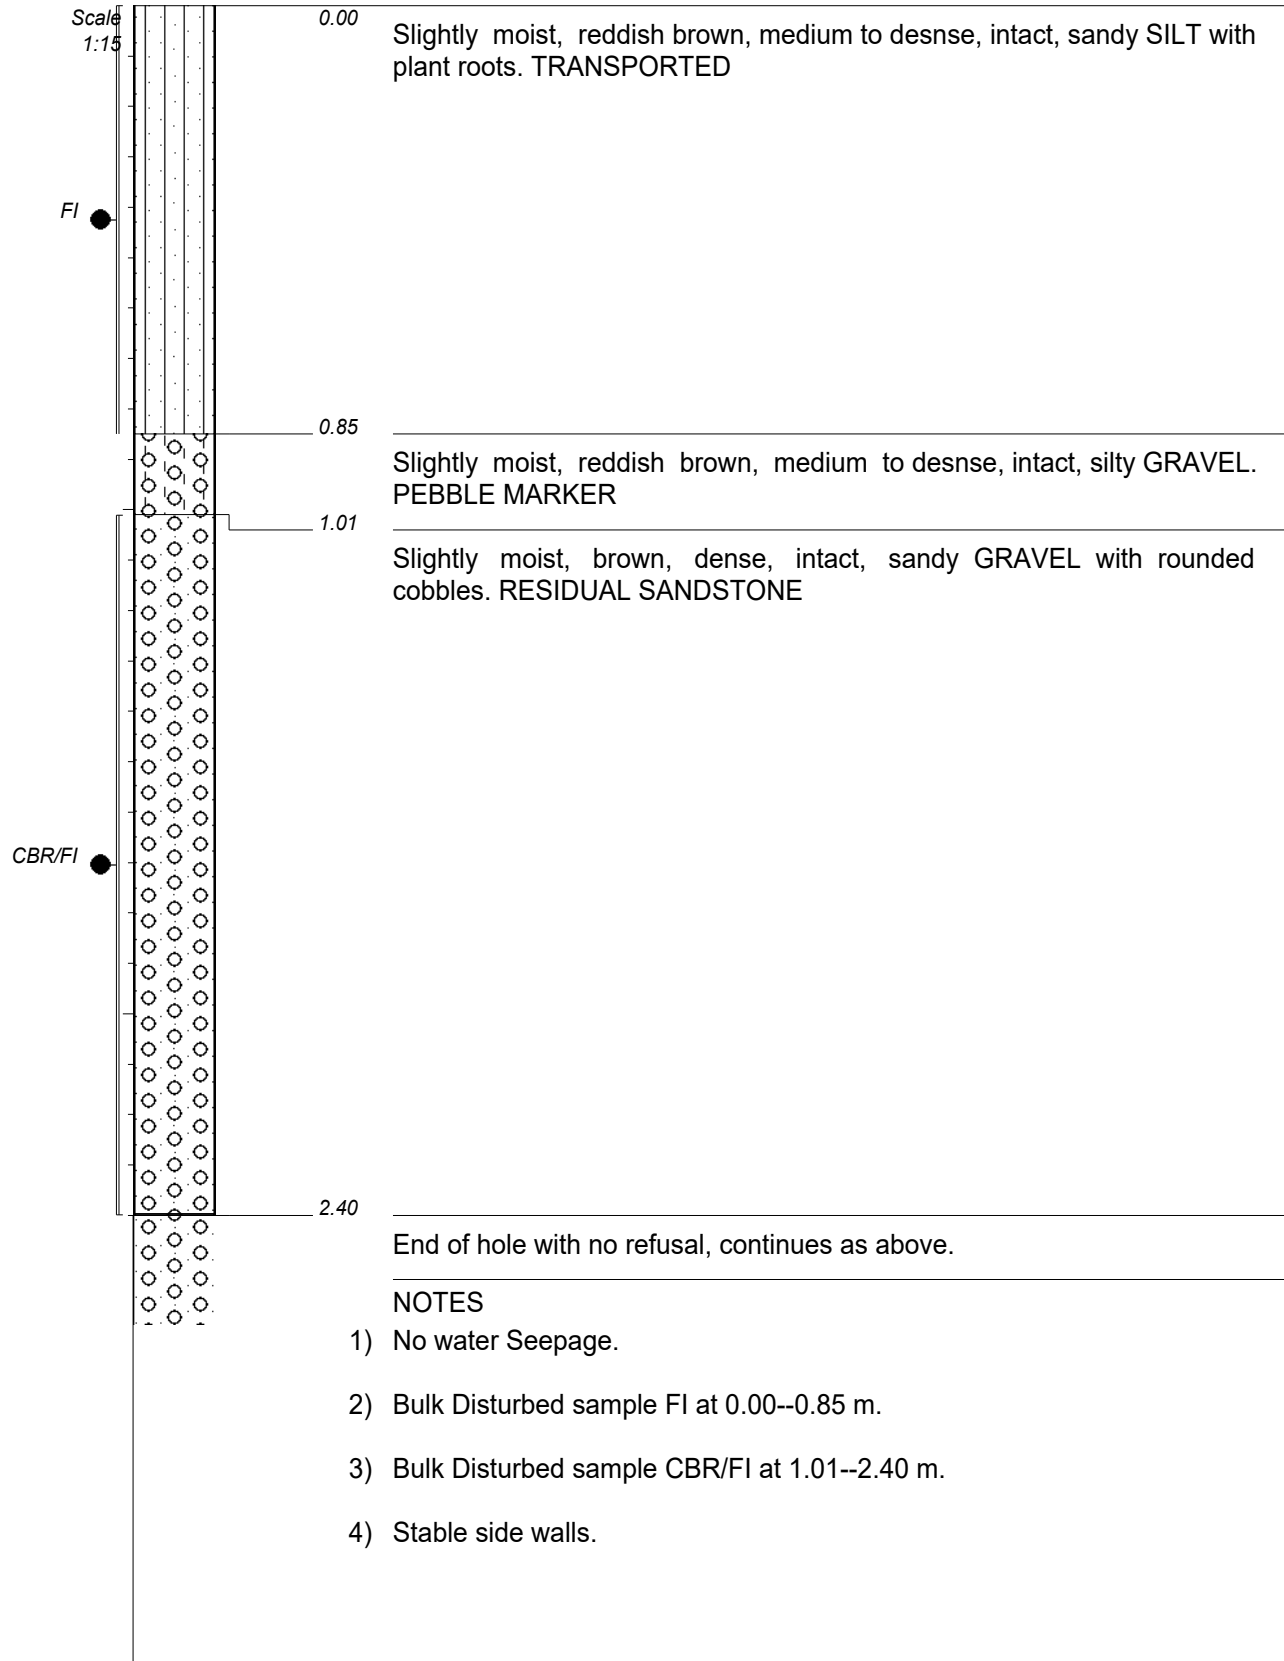 Scale
1:15
0.00
Slightly moist, reddish brown, medium to desnse, intact, sandy SILT with
plant roots. TRANSPORTED
FI
0.85
Slightly moist, reddish brown, medium to desnse, intact, silty GRAVEL.
PEBBLE MARKER
1.01
Slightly moist, brown, dense, intact, sandy GRAVEL with rounded
cobbles. RESIDUAL SANDSTONE
CBR/FI
2.40
End of hole with no refusal, continues as above.
NOTES
1) No water Seepage.
2) Bulk Disturbed sample FI at 0.00--0.85 m.
3) Bulk Disturbed sample CBR/FI at 1.01--2.40 m.
4) Stable side walls.